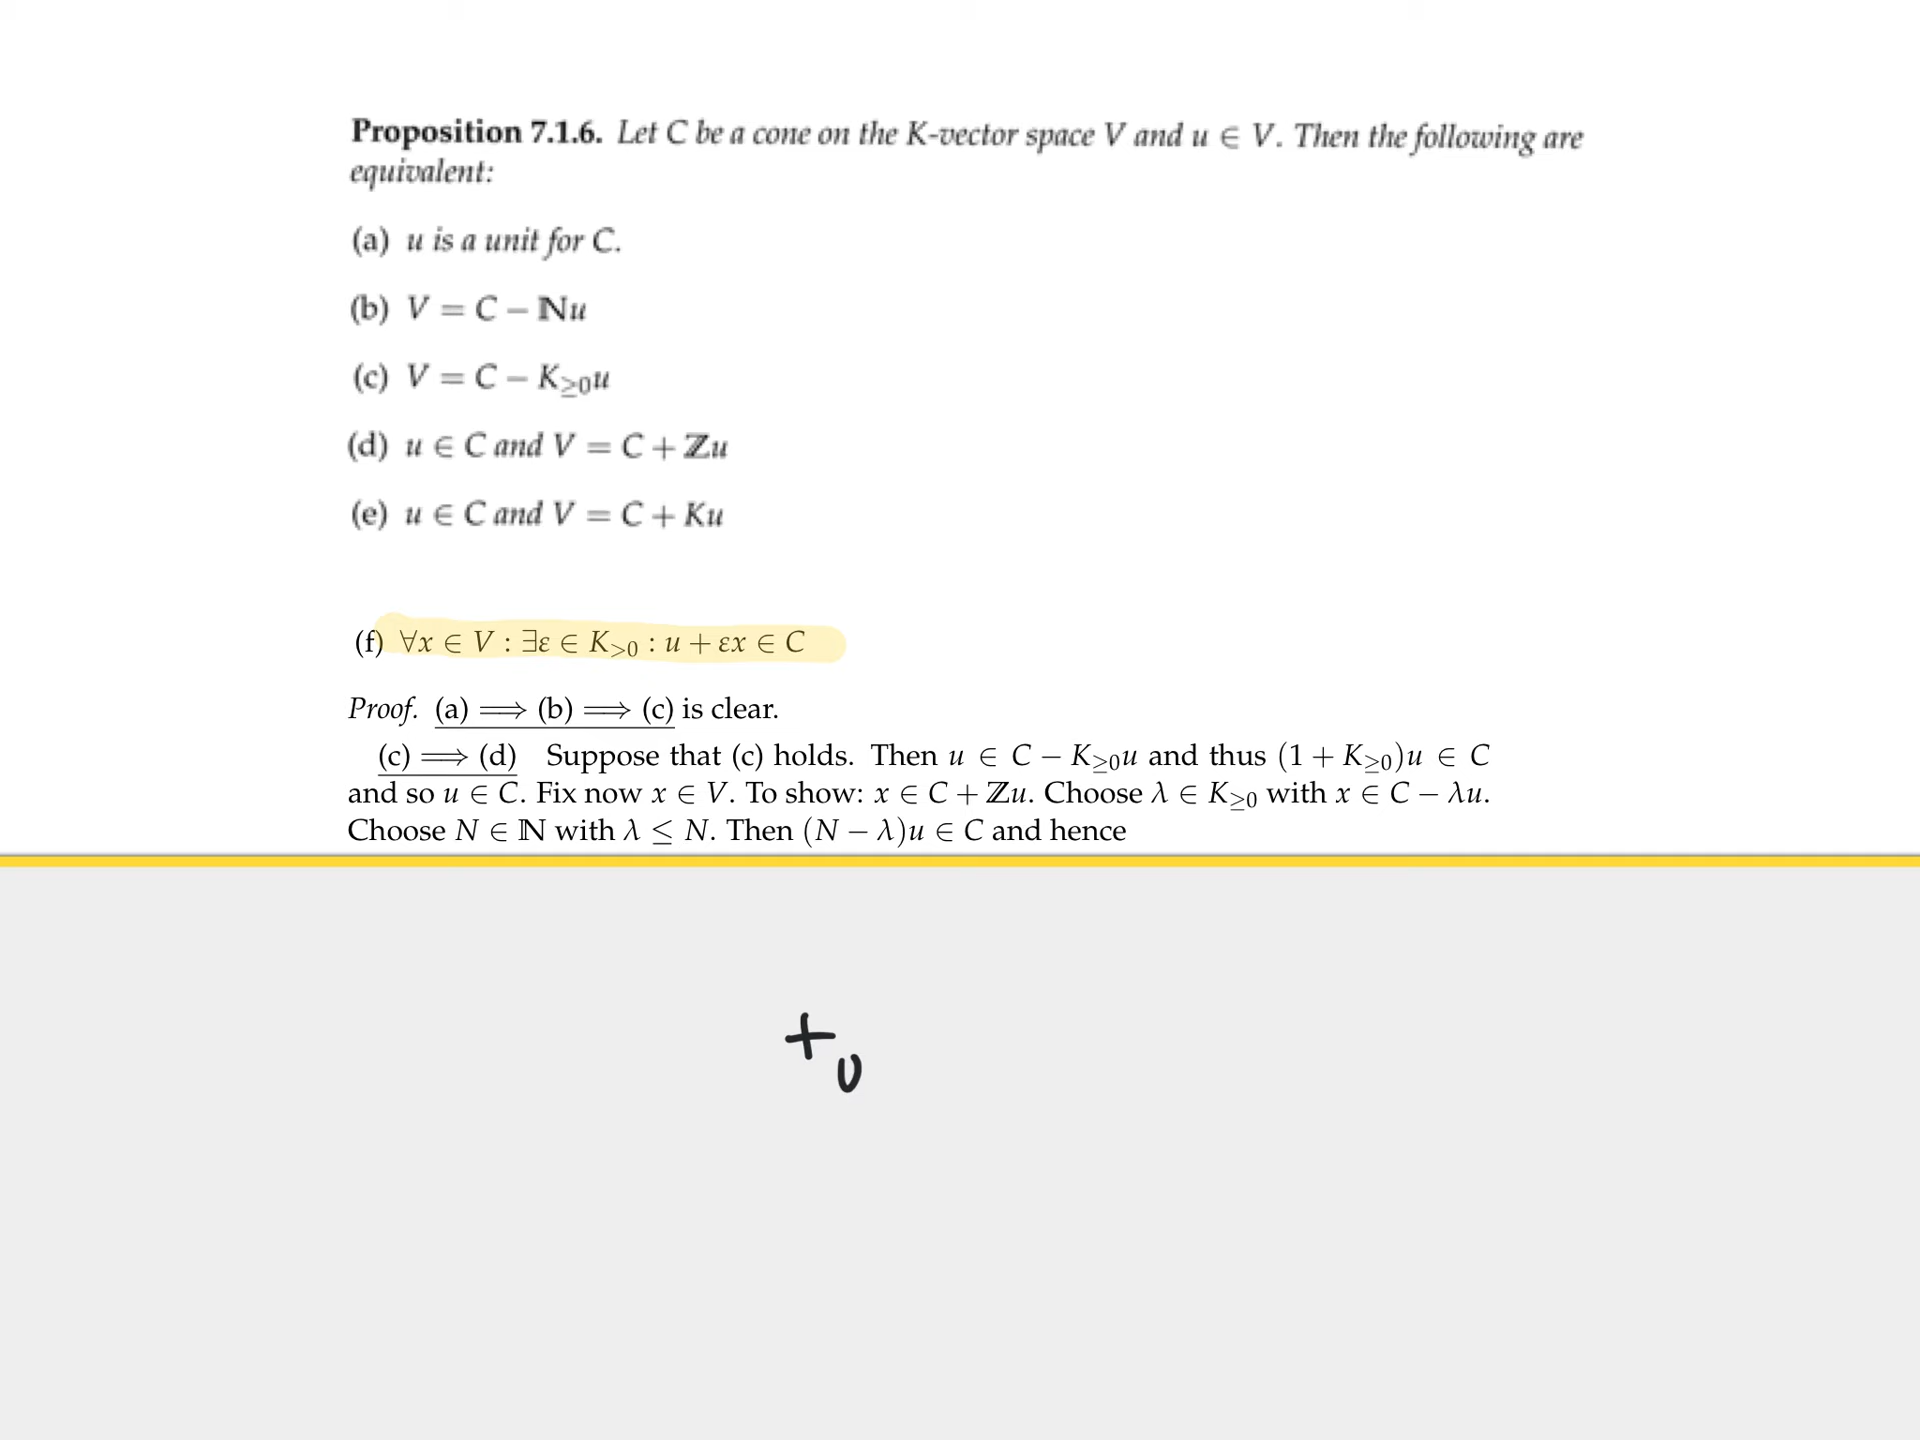 Proposition 7.1.6. Let C be a cone on the K-vector space V and u ∈ V. Then the following are
equivalent:
(a) u is a unit for C.
(b) V = C − ℕu
(c) V = C − K≥0u
(d) u ∈ C and V = C + ℤu
(e) u ∈ C and V = C + Ku
(f) ∀x ∈ V : ∃ε ∈ K>0 : u + εx ∈ C
Proof. (a) ⟹ (b) ⟹ (c) is clear.
(c) ⟹ (d) Suppose that (c) holds. Then u ∈ C − K≥0u and thus (1 + K≥0)u ∈ C
and so u ∈ C. Fix now x ∈ V. To show: x ∈ C + ℤu. Choose λ ∈ K≥0 with x ∈ C − λu.
Choose N ∈ ℕ with λ ≤ N. Then (N − λ)u ∈ C and hence
+
υ